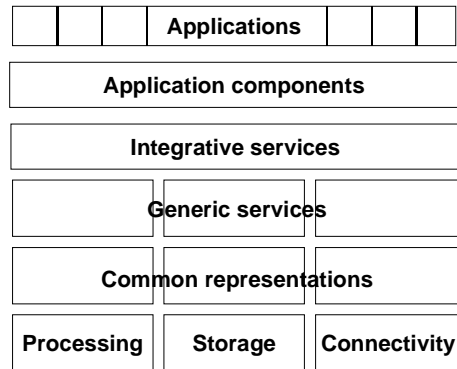 Applications
Application components
Integrative services
Generic services
Common representations
Processing Storage Connectivity